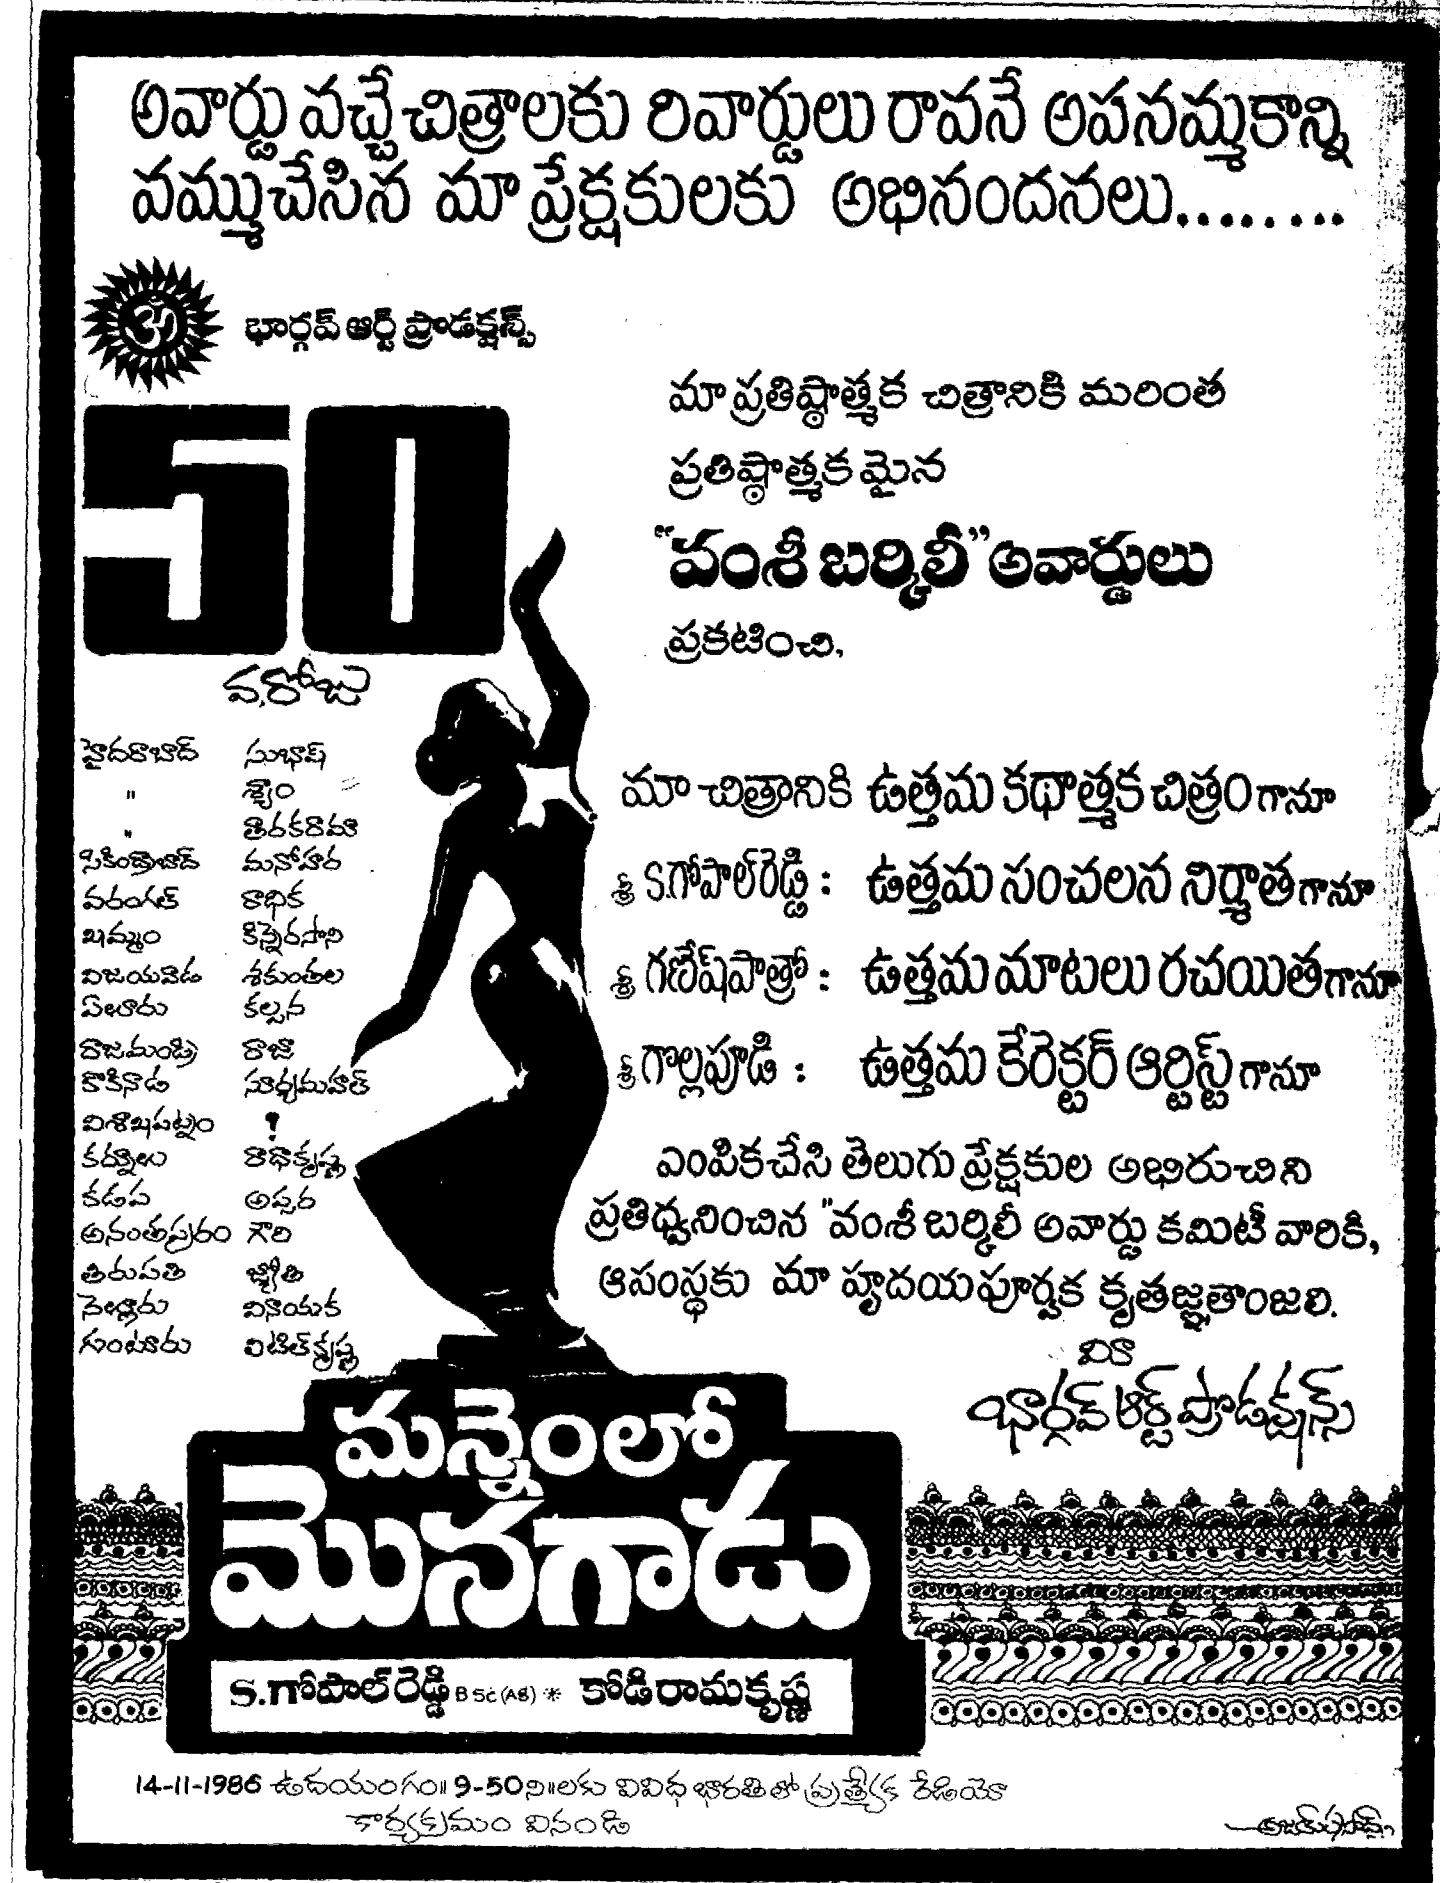 అవార్డు వచ్చే చిత్రాలకు రివార్డులు రావనే అపనమ్మకాన్ని
వమ్ముచేసిన మా ప్రేక్షకులకు అభినందనలు........
భార్గవ్ ఆర్ట్ ప్రొడక్షన్స్
50
వ.రోజు
హైదరాబాద్ సుభాష్
" శ్యాం
" తారకరామా
సికింద్రాబాద్ మనోహర
వరంగల్ రాధిక
ఖమ్మం కిన్నెరసాని
విజయవాడ శకుంతల
ఏలూరు కల్పన
రాజమండ్రి రాజా
కాకినాడ సూర్యమహల్
విశాఖపట్నం ?
కర్నూలు రాధాకృష్ణ
కడప అప్సర
అనంతపురం గౌరి
తిరుపతి జ్యోతి
నెల్లూరు వినాయక
గుంటూరు విఠల్ కృష్ణ
మా ప్రతిష్ఠాత్మక చిత్రానికి మరింత
ప్రతిష్ఠాత్మకమైన
"వంశీ బర్కిలీ" అవార్డులు
ప్రకటించి,
మా చిత్రానికి ఉత్తమ కథాత్మక చిత్రంగానూ
శ్రీ S.గోపాల్ రెడ్డి : ఉత్తమ సంచలన నిర్మాతగానూ
శ్రీ గణేష్ పాత్రో : ఉత్తమ మాటలు రచయితగానూ
శ్రీ గొల్లపూడి : ఉత్తమ కేరెక్టర్ ఆర్టిస్ట్ గానూ
ఎంపికచేసి తెలుగు ప్రేక్షకుల అభిరుచిని
ప్రతిధ్వనించిన "వంశీ బర్కిలీ అవార్డు కమిటీ వారికి,
ఆసంస్థకు మా హృదయపూర్వక కృతజ్ఞతాంజలి.
మీ
భార్గవ్ ఆర్ట్ ప్రొడక్షన్స్
మన్నెంలో
మొనగాడు
S.గోపాల్ రెడ్డి B Sc (AG) * కోడి రామకృష్ణ
14-11-1986 ఉదయం గం॥ 9-50ని॥లకు వివిధ భారతిలో ప్రత్యేక రేడియో
కార్యక్రమం వినండి